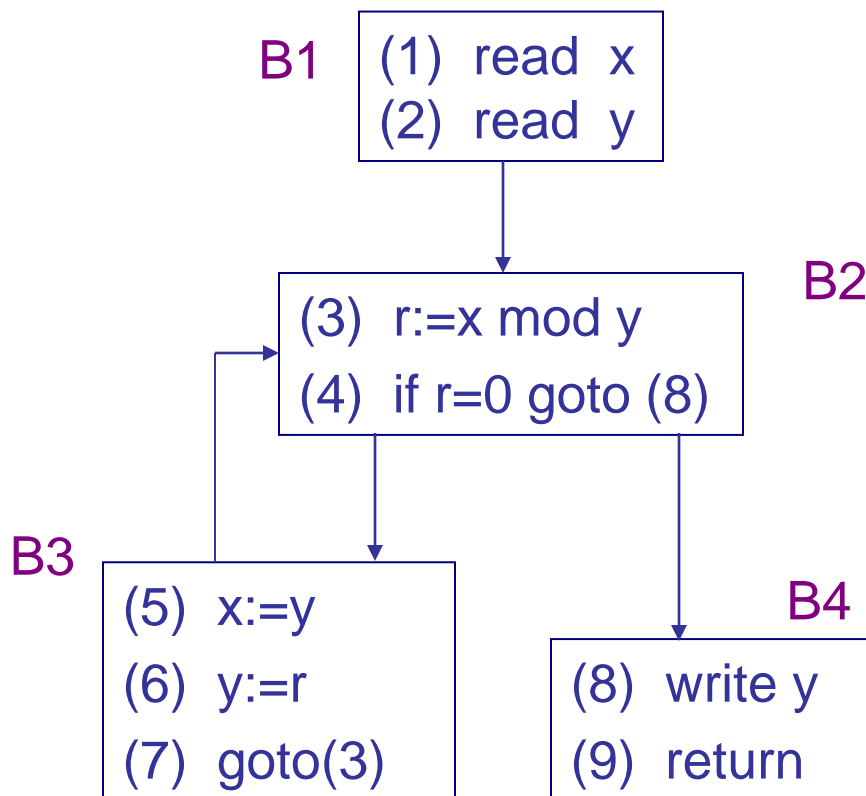 B1
(1) read x
(2) read y
B2
(3) r:=x mod y
(4) if r=0 goto (8)
B3
(5) x:=y
(6) y:=r
(7) goto(3)
B4
(8) write y
(9) return